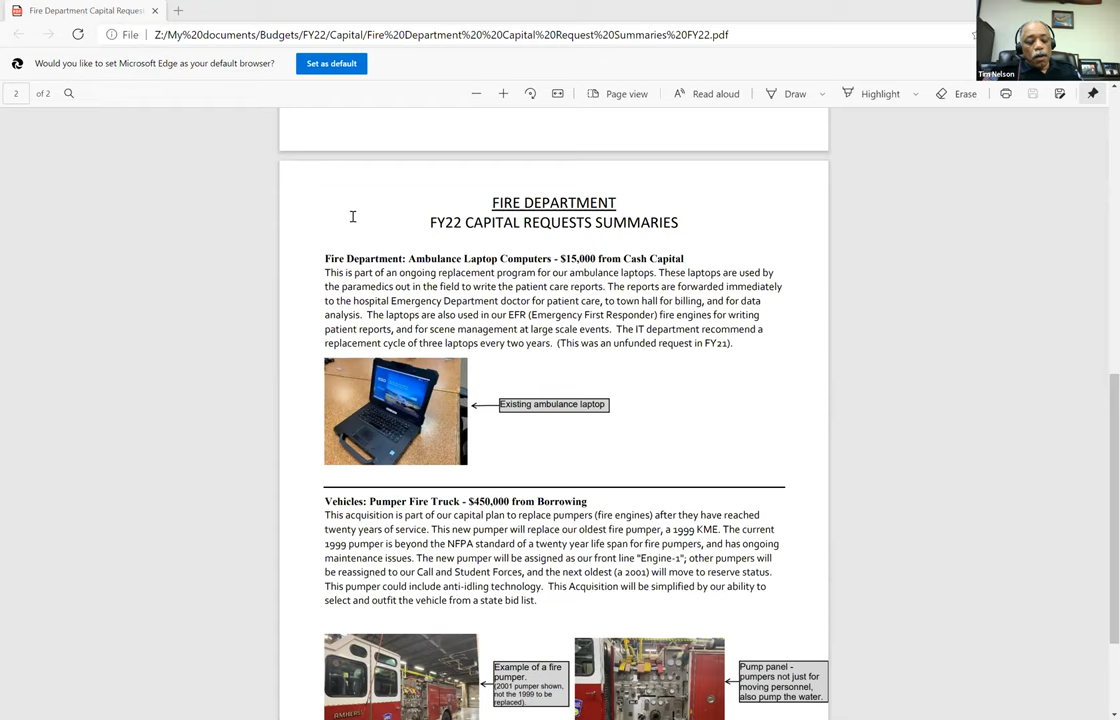 Fire Department Capital Request
File
Z:/My%20documents/Budgets/FY22/Capital/Fire%20Department%20%20Capital%20Request%20Summaries%20FY22.pdf
Would you like to set Microsoft Edge as your default browser?
Set as default
Tim Nelson
2
of 2
Page view
Read aloud
Draw
Highlight
Erase
FIRE DEPARTMENT
FY22 CAPITAL REQUESTS SUMMARIES
Fire Department: Ambulance Laptop Computers - $15,000 from Cash Capital
This is part of an ongoing replacement program for our ambulance laptops. These laptops are used by
the paramedics out in the field to write the patient care reports. The reports are forwarded immediately
to the hospital Emergency Department doctor for patient care, to town hall for billing, and for data
analysis. The laptops are also used in our EFR (Emergency First Responder) fire engines for writing
patient reports, and for scene management at large scale events. The IT department recommend a
replacement cycle of three laptops every two years. (This was an unfunded request in FY21).
Existing ambulance laptop
Vehicles: Pumper Fire Truck - $450,000 from Borrowing
This acquisition is part of our capital plan to replace pumpers (fire engines) after they have reached
twenty years of service. This new pumper will replace our oldest fire pumper, a 1999 KME. The current
1999 pumper is beyond the NFPA standard of a twenty year life span for fire pumpers, and has ongoing
maintenance issues. The new pumper will be assigned as our front line "Engine-1"; other pumpers will
be reassigned to our Call and Student Forces, and the next oldest (a 2001) will move to reserve status.
This pumper could include anti-idling technology. This Acquisition will be simplified by our ability to
select and outfit the vehicle from a state bid list.
Example of a fire
pumper.
(2001 pumper shown,
not the 1999 to be
replaced).
Pump panel -
pumpers not just for
moving personnel,
also pump the water.